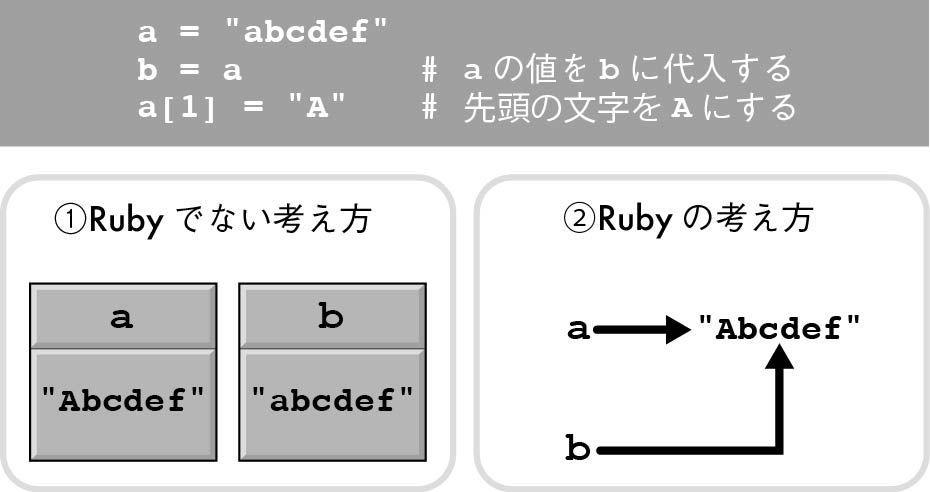 a = "abcdef"
b = a # a の値を b に代入する
a[1] = "A" # 先頭の文字を A にする
①Ruby でない考え方
②Ruby の考え方
a b
"Abcdef" "abcdef"
a "Abcdef"
b